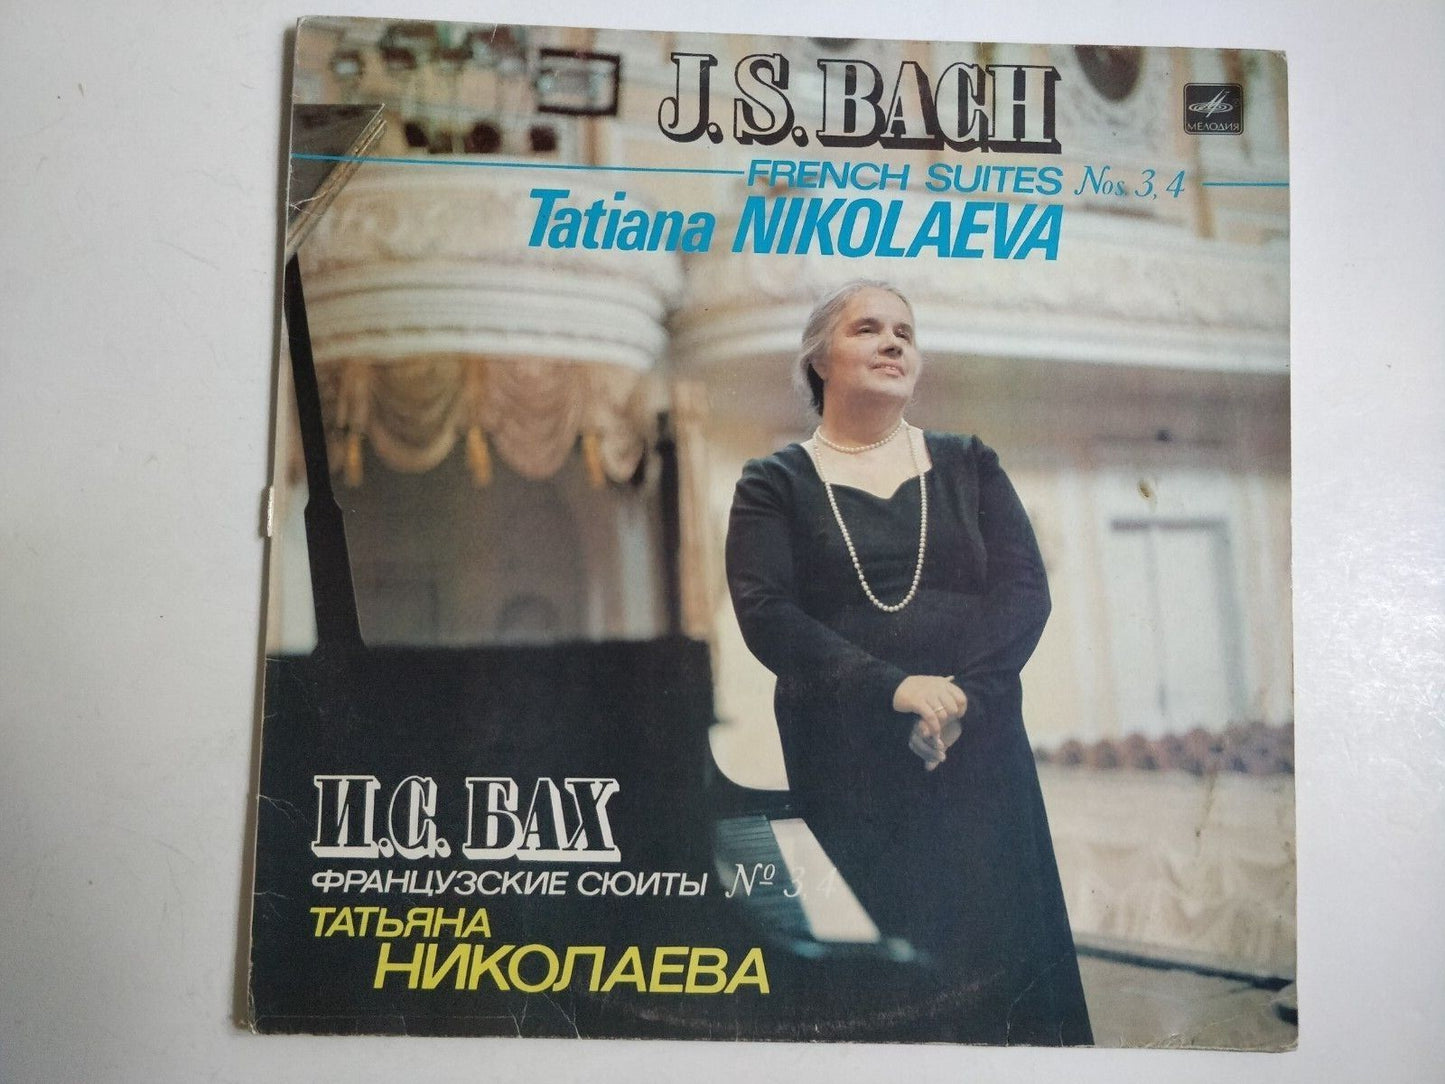 J.S.BACH
МЕЛОДИЯ
FRENCH SUITES Nos. 3, 4
Tatiana NIKOLAEVA
И.С. БАХ
ФРАНЦУЗСКИЕ СЮИТЫ № 3, 4
ТАТЬЯНА
НИКОЛАЕВА